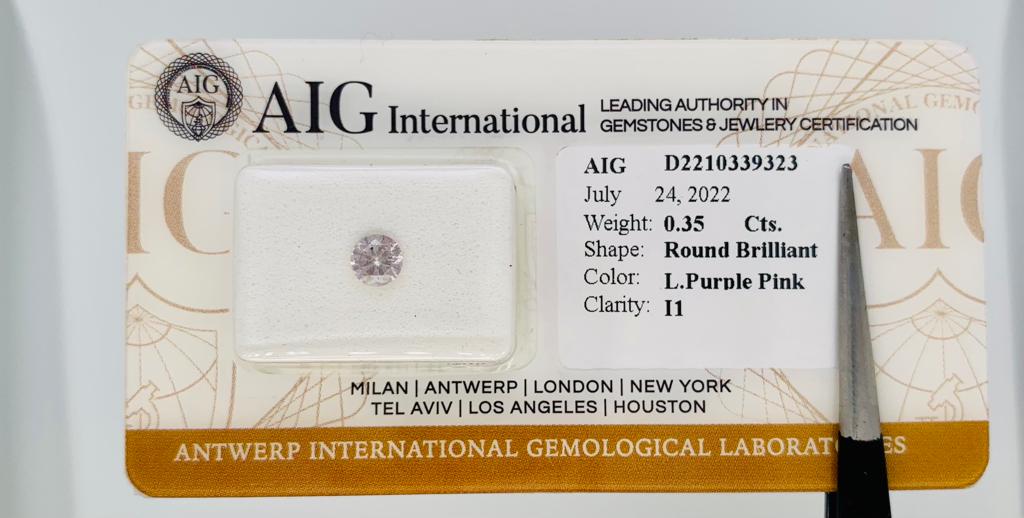 AIG
AIG International
LEADING AUTHORITY IN
GEMSTONES & JEWLERY CERTIFICATION
AIG D2210339323
July 24, 2022
Weight: 0.35 Cts.
Shape: Round Brilliant
Color: L.Purple Pink
Clarity: I1
MILAN | ANTWERP | LONDON | NEW YORK
TEL AVIV | LOS ANGELES | HOUSTON
ANTWERP INTERNATIONAL GEMOLOGICAL